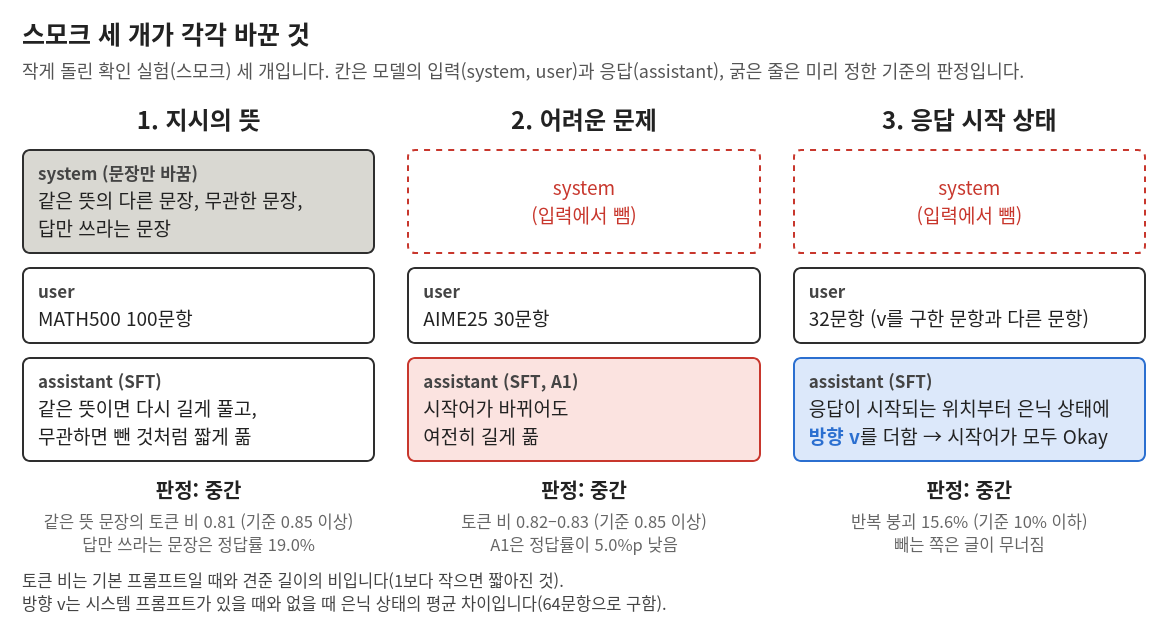 스모크 세 개가 각각 바꾼 것
작게 돌린 확인 실험(스모크) 세 개입니다. 칸은 모델의 입력(system, user)과 응답(assistant), 굵은 줄은 미리 정한 기준의 판정입니다.
1. 지시의 뜻
system (문장만 바꿈)
같은 뜻의 다른 문장, 무관한 문장,
답만 쓰라는 문장
user
MATH500 100문항
assistant (SFT)
같은 뜻이면 다시 길게 풀고,
무관하면 뺀 것처럼 짧게 풂
판정: 중간
같은 뜻 문장의 토큰 비 0.81 (기준 0.85 이상)
답만 쓰라는 문장은 정답률 19.0%
2. 어려운 문제
system
(입력에서 뺌)
user
AIME25 30문항
assistant (SFT, A1)
시작어가 바뀌어도
여전히 길게 풂
판정: 중간
토큰 비 0.82–0.83 (기준 0.85 이상)
A1은 정답률이 5.0%p 낮음
3. 응답 시작 상태
system
(입력에서 뺌)
user
32문항 (v를 구한 문항과 다른 문항)
assistant (SFT)
응답이 시작되는 위치부터 은닉 상태에
방향 v를 더함 → 시작어가 모두 Okay
판정: 중간
반복 붕괴 15.6% (기준 10% 이하)
빼는 쪽은 글이 무너짐
토큰 비는 기본 프롬프트일 때와 견준 길이의 비입니다(1보다 작으면 짧아진 것).
방향 v는 시스템 프롬프트가 있을 때와 없을 때 은닉 상태의 평균 차이입니다(64문항으로 구함).